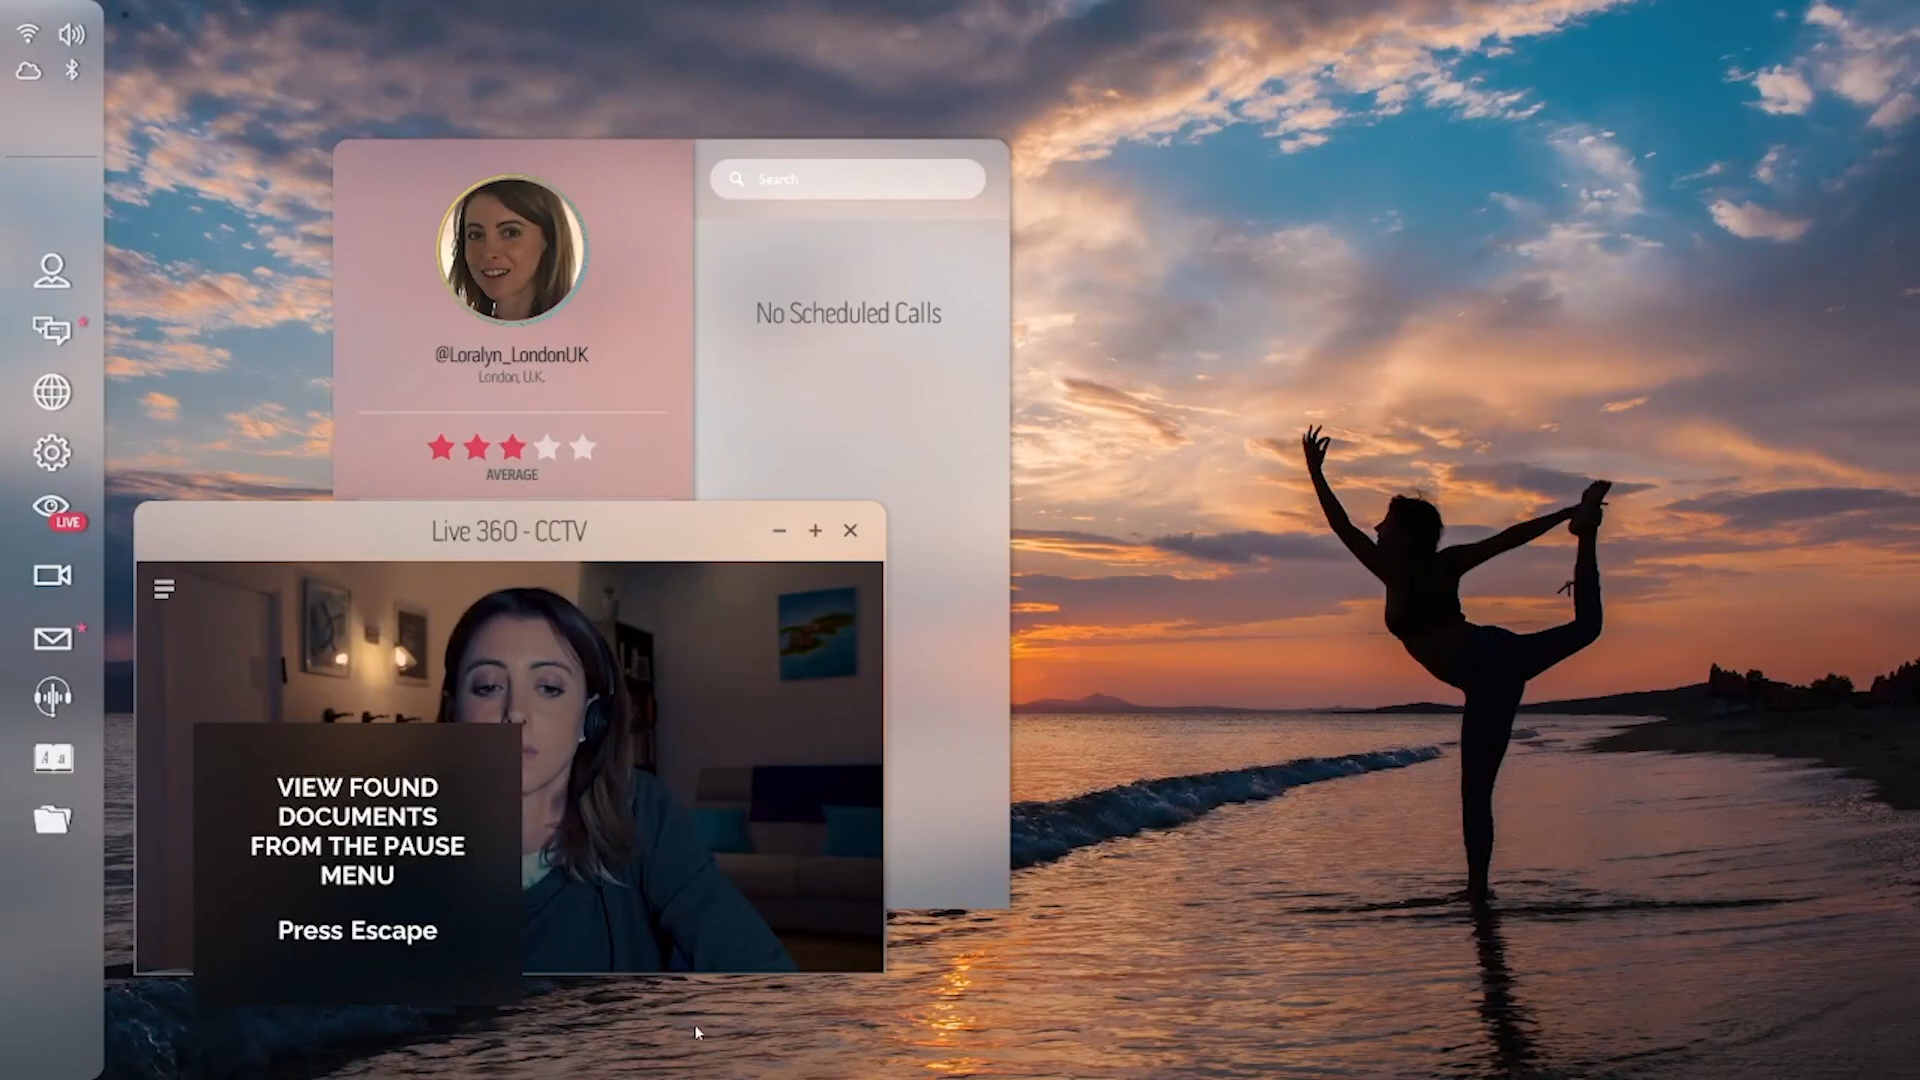 Search
No Scheduled Calls
@Loralyn_LondonUK
London, U.K.
AVERAGE
LIVE
Live 360 - CCTV
A a
VIEW FOUND
DOCUMENTS
FROM THE PAUSE
MENU
Press Escape